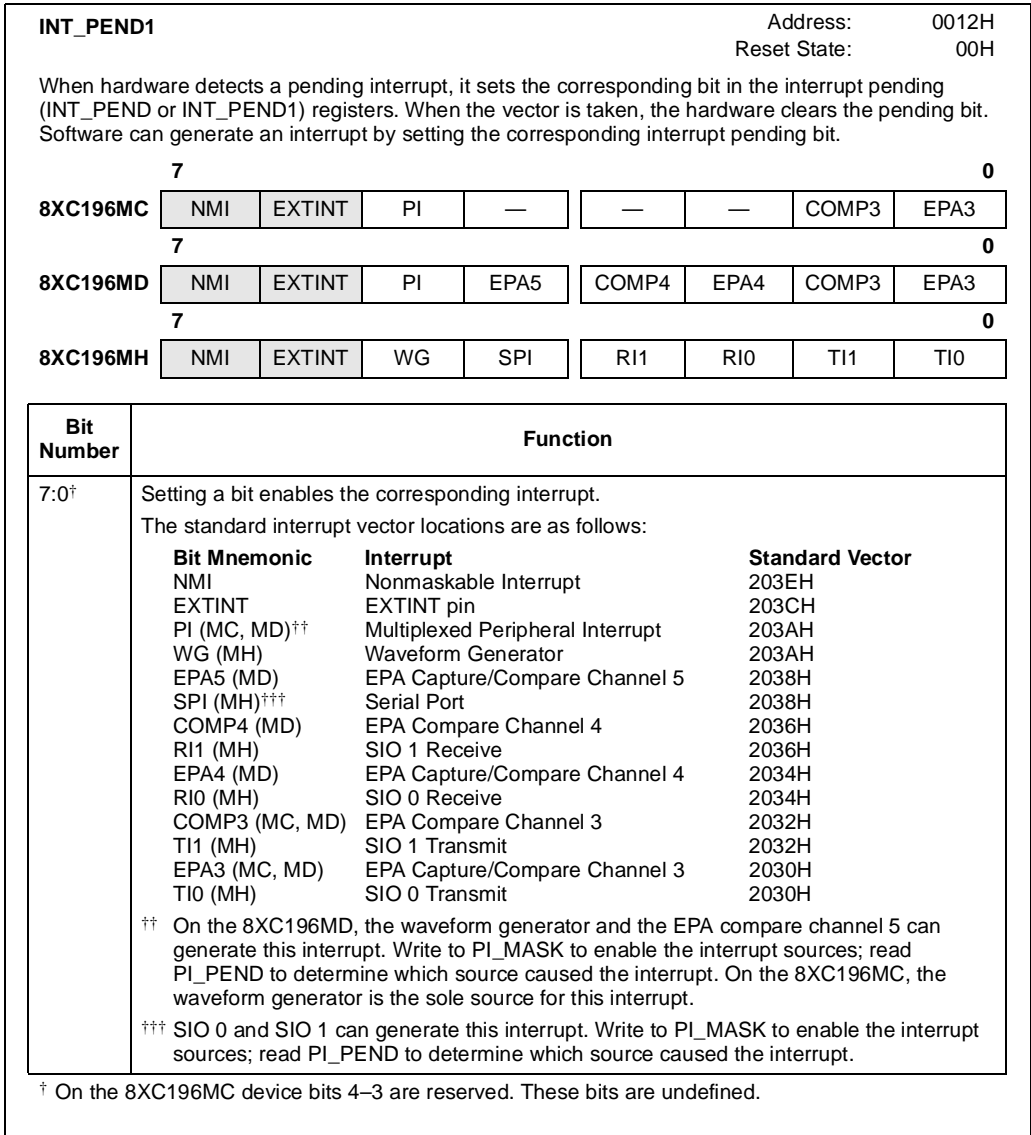 INT_PEND1 Address: 0012H
Reset State: 00H
When hardware detects a pending interrupt, it sets the corresponding bit in the interrupt pending
(INT_PEND or INT_PEND1) registers. When the vector is taken, the hardware clears the pending bit.
Software can generate an interrupt by setting the corresponding interrupt pending bit.
7 0
8XC196MC NMI EXTINT PI — — — COMP3 EPA3
7 0
8XC196MD NMI EXTINT PI EPA5 COMP4 EPA4 COMP3 EPA3
7 0
8XC196MH NMI EXTINT WG SPI RI1 RI0 TI1 TI0
Bit Number Function
7:0† Setting a bit enables the corresponding interrupt.
The standard interrupt vector locations are as follows:
Bit Mnemonic Interrupt Standard Vector
NMI Nonmaskable Interrupt 203EH
EXTINT EXTINT pin 203CH
PI (MC, MD)†† Multiplexed Peripheral Interrupt 203AH
WG (MH) Waveform Generator 203AH
EPA5 (MD) EPA Capture/Compare Channel 5 2038H
SPI (MH)††† Serial Port 2038H
COMP4 (MD) EPA Compare Channel 4 2036H
RI1 (MH) SIO 1 Receive 2036H
EPA4 (MD) EPA Capture/Compare Channel 4 2034H
RI0 (MH) SIO 0 Receive 2034H
COMP3 (MC, MD) EPA Compare Channel 3 2032H
TI1 (MH) SIO 1 Transmit 2032H
EPA3 (MC, MD) EPA Capture/Compare Channel 3 2030H
TI0 (MH) SIO 0 Transmit 2030H
†† On the 8XC196MD, the waveform generator and the EPA compare channel 5 can
generate this interrupt. Write to PI_MASK to enable the interrupt sources; read
PI_PEND to determine which source caused the interrupt. On the 8XC196MC, the
waveform generator is the sole source for this interrupt.
††† SIO 0 and SIO 1 can generate this interrupt. Write to PI_MASK to enable the interrupt
sources; read PI_PEND to determine which source caused the interrupt.
† On the 8XC196MC device bits 4–3 are reserved. These bits are undefined.